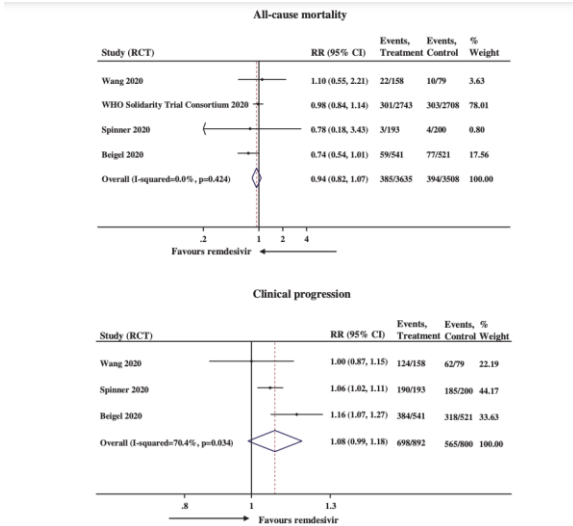 All-cause mortality
Events, Events, %
Study (RCT) RR (95% CI) Treatment Control Weight
Wang 2020 1.10 (0.55, 2.21) 22/158 10/79 3.63
WHO Solidarity Trial Consortium 2020 0.98 (0.84, 1.14) 301/2743 303/2708 78.01
Spinner 2020 0.78 (0.18, 3.43) 3/193 4/200 0.80
Beigel 2020 0.74 (0.54, 1.01) 59/541 77/521 17.56
Overall (I-squared=0.0%, p=0.424) 0.94 (0.82, 1.07) 385/3635 394/3508 100.00
.2 1 2 4
Favours remdesivir
Clinical progression
Events, Events, %
Study (RCT) RR (95% CI) Treatment Control Weight
Wang 2020 1.00 (0.87, 1.15) 124/158 62/79 22.19
Spinner 2020 1.06 (1.02, 1.11) 190/193 185/200 44.17
Beigel 2020 1.16 (1.07, 1.27) 384/541 318/521 33.63
Overall (I-squared=70.4%, p=0.034) 1.08 (0.99, 1.18) 698/892 565/800 100.00
.8 1 1.3
Favours remdesivir